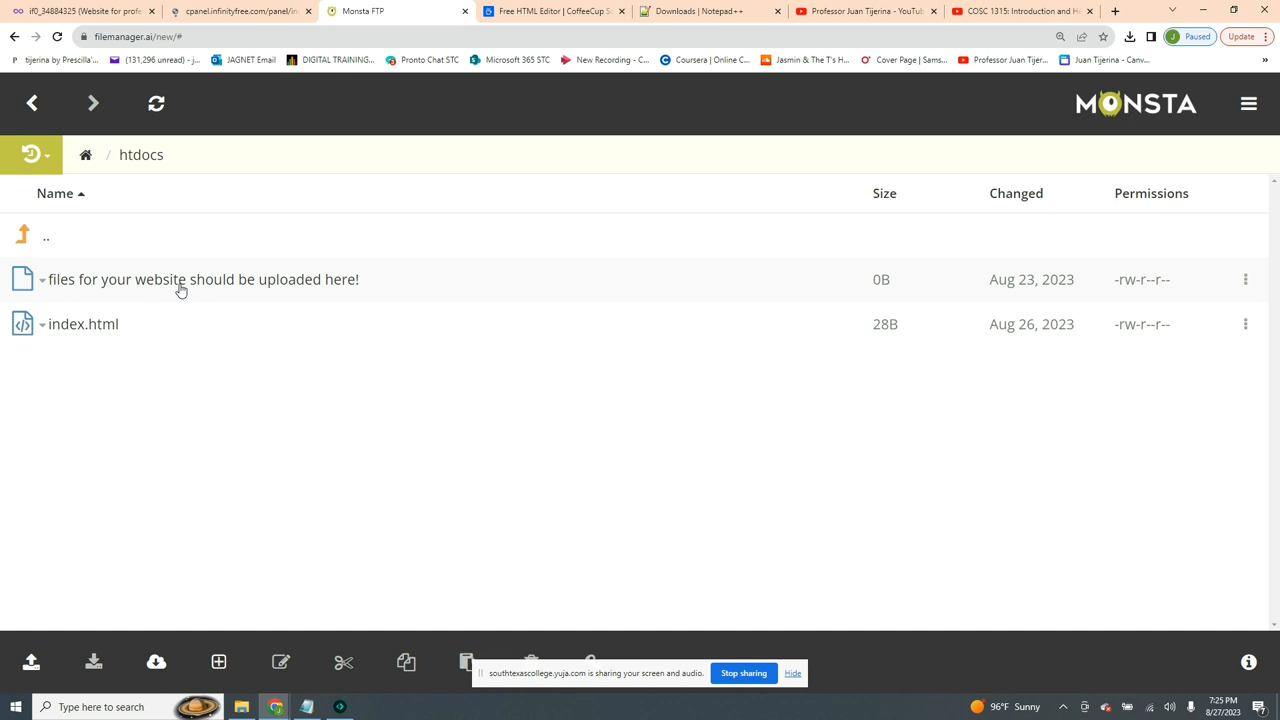 if0_34884325 (Website for profe
cpanel.infinityfree.com/panel/in
Monsta FTP
Free HTML Editor | CoffeeCup S
Downloads | Notepad++
Professor Juan Tijerina - YouTub
COSC 1315: Introduction and H
filemanager.ai/new/#
J
Paused
Update
P tijerina by Prescilla'...
(131,296 unread) - j...
JAGNET Email
DIGITAL TRAINING...
Pronto Chat STC
Microsoft 365 STC
New Recording - C...
Coursera | Online C...
Jasmin & The T's H...
Cover Page | Sams...
Professor Juan Tijer...
Juan Tijerina - Canv...
»
MONSTA
/ htdocs
Name Size Changed Permissions
..
files for your website should be uploaded here! 0B Aug 23, 2023 -rw-r--r--
index.html 28B Aug 26, 2023 -rw-r--r--
southtexascollege.yuja.com is sharing your screen and audio. Stop sharing Hide
Type here to search
96°F Sunny
7:25 PM
8/27/2023